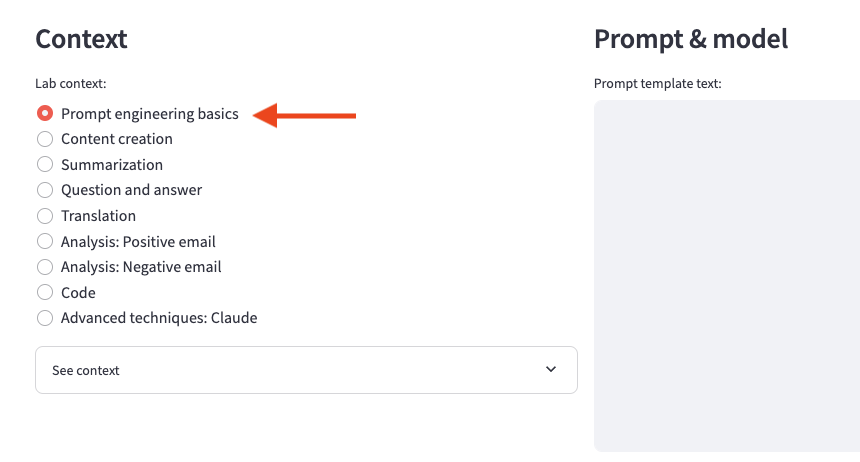 Context
Lab context:
Prompt engineering basics
Content creation
Summarization
Question and answer
Translation
Analysis: Positive email
Analysis: Negative email
Code
Advanced techniques: Claude
See context
Prompt & model
Prompt template text: